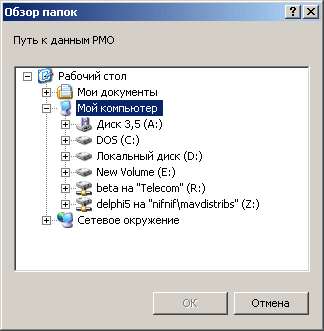 Обзор папок
Путь к данным РМО
Рабочий стол
Мои документы
Мой компьютер
Диск 3,5 (A:)
DOS (C:)
Локальный диск (D:)
New Volume (E:)
beta на "Telecom" (R:)
delphi5 на "nifnif\mavdistribs" (Z:)
Сетевое окружение
ОК
Отмена